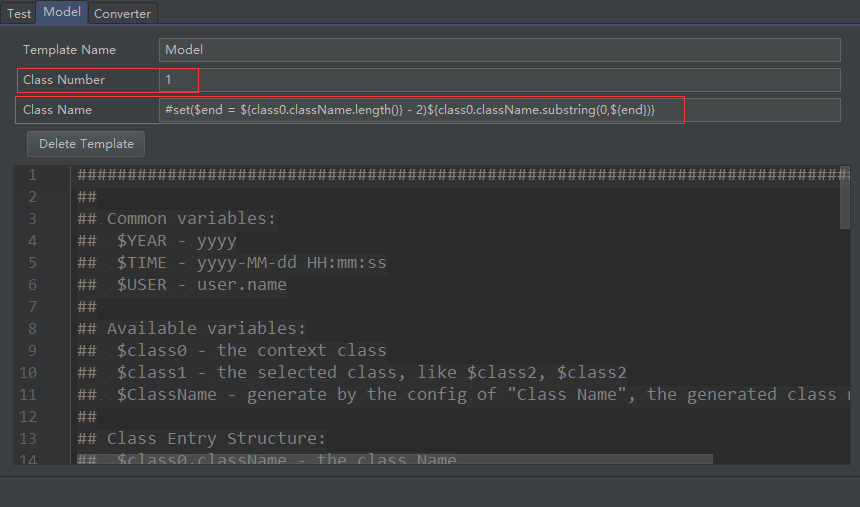 Test Model Converter
Template Name Model
Class Number 1
Class Name #set($end = ${class0.className.length()} - 2)${class0.className.substring(0,${end})}
Delete Template
1 ##############################################################################
2 ##
3 ## Common variables:
4 ##  $YEAR - yyyy
5 ##  $TIME - yyyy-MM-dd HH:mm:ss
6 ##  $USER - user.name
7 ##
8 ## Available variables:
9 ##  $class0 - the context class
10 ##  $class1 - the selected class, like $class2, $class2
11 ##  $ClassName - generate by the config of "Class Name", the generated class
12 ##
13 ## Class Entry Structure:
14 ##  $class0.className - the class Name